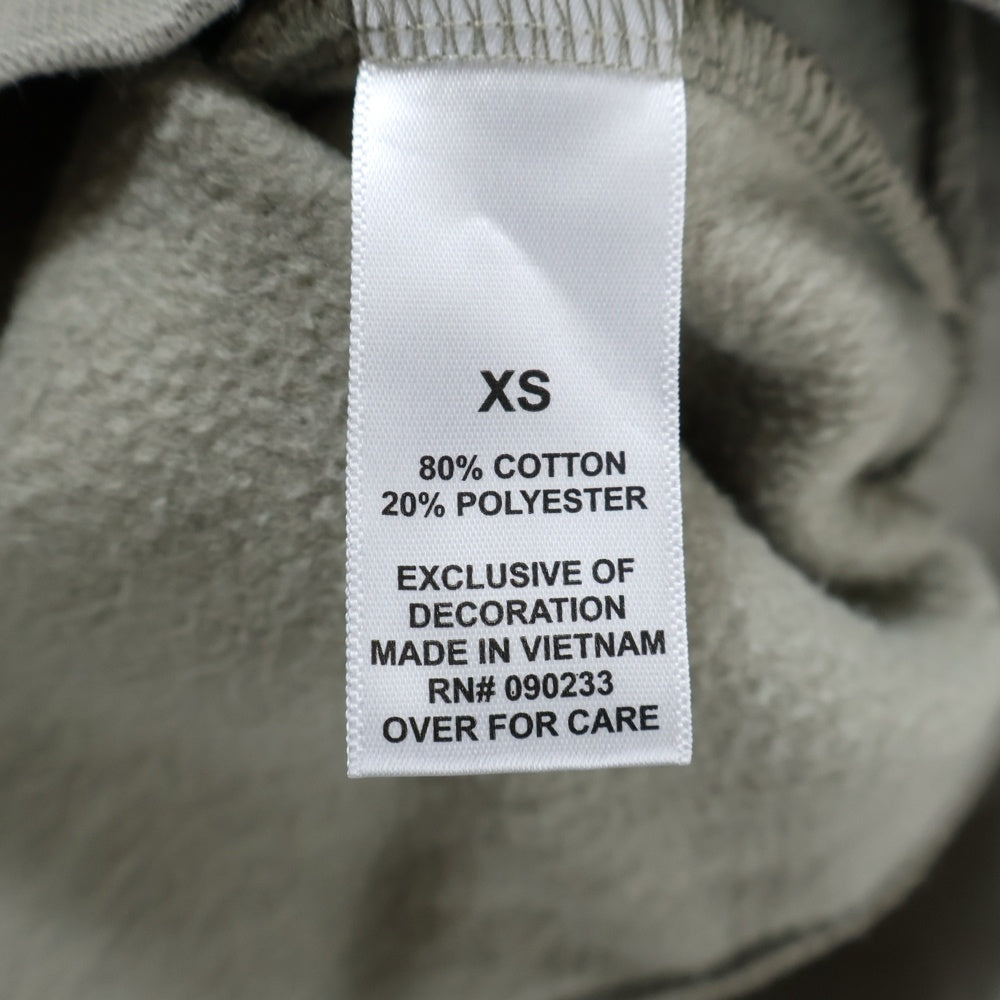 XS
80% COTTON
20% POLYESTER
EXCLUSIVE OF
DECORATION
MADE IN VIETNAM
RN# 090233
OVER FOR CARE